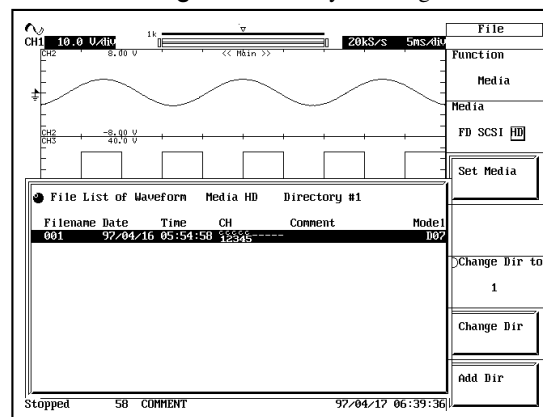 CH1 10.0 V/div
1k
20kS/s 5ms/div
CH2 8.00 V
<< Main >>
CH2 -8.00 V
CH3 40.0 V
File List of Waveform Media HD Directory #1
Filename Date Time CH Comment Model
001 97/04/16 05:54:58 12345----- D07
Stopped 58 COMMENT 97/04/17 06:39:36
File
Function
Media
Media
FD SCSI HD
Set Media
Change Dir to
1
Change Dir
Add Dir